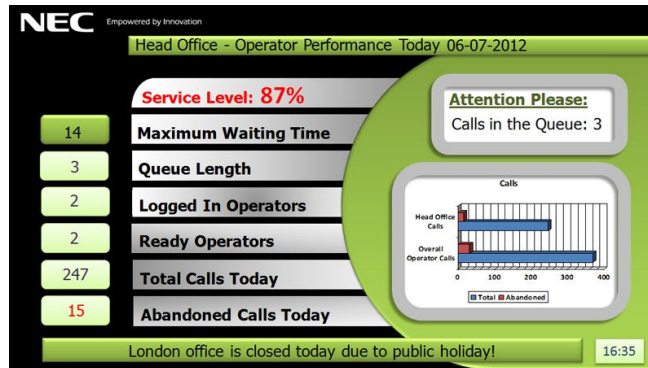 NEC Empowered by Innovation
Head Office - Operator Performance Today 06-07-2012
Service Level: 87%
14 Maximum Waiting Time
3 Queue Length
2 Logged In Operators
2 Ready Operators
247 Total Calls Today
15 Abandoned Calls Today
Attention Please:
Calls in the Queue: 3
Calls
Head Office
Calls
Overall
Operator Calls
0 100 200 300 400
Total Abandoned
London office is closed today due to public holiday!
16:35